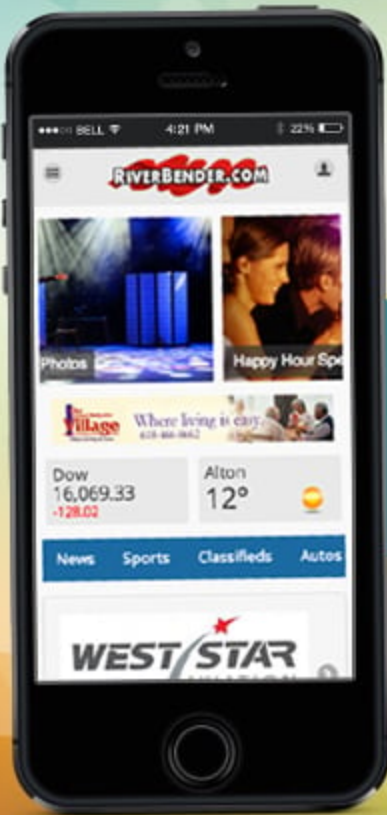 BELL 4:21 PM 22%
RIVERBENDER.COM
Photos
Happy Hour Spe
Village
Where living is easy.
Dow
16,069.33
-128.02
Alton
12°
News Sports Classifieds Autos
WEST STAR